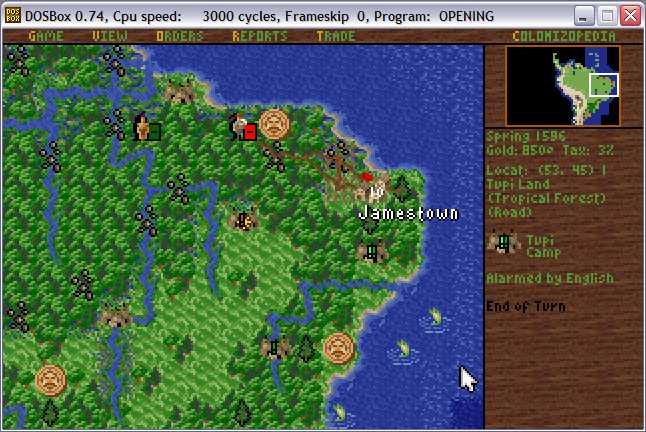 DOSBox 0.74, Cpu speed: 3000 cycles, Frameskip 0, Program: OPENING
GAME VIEW ORDERS REPORTS TRADE COLONIZOPEDIA
Spring 1596
Gold: 850¢ Tax: 3%
Locat: (53, 45) 1
Tupi Land
(Tropical Forest)
(Road)
Tupi
Camp
Alarmed by English
End of Turn
10
Jamestown